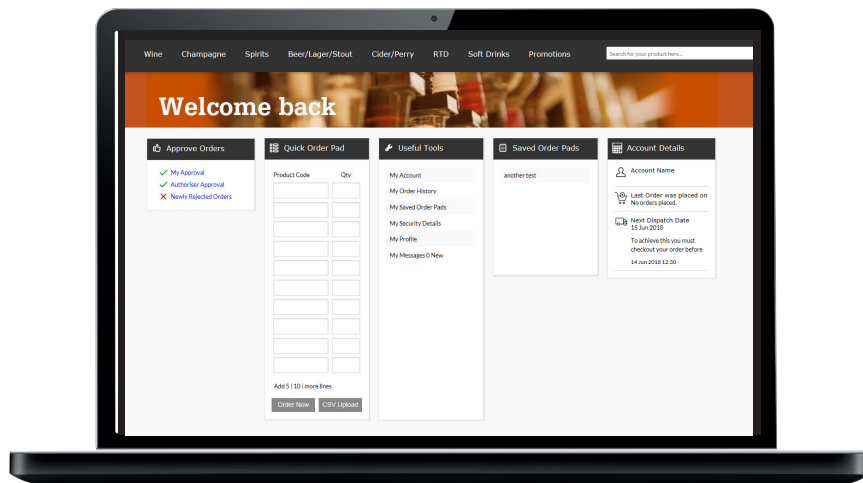 Wine Champagne Spirits Beer/Lager/Stout Cider/Perry RTD Soft Drinks Promotions Search for your product here...
Welcome back
Approve Orders
My Approval
Authoriser Approval
Newly Rejected Orders
Quick Order Pad
Product Code Qty
Add 5 | 10 | more lines
Order Now CSV Upload
Useful Tools
My Account
My Order History
My Saved Order Pads
My Security Details
My Profile
My Messages 0 New
Saved Order Pads
another test
Account Details
Account Name
Last Order was placed on
No orders placed.
Next Dispatch Date
15 Jun 2018
To achieve this you must
checkout your order before
14 Jun 2018 12:30